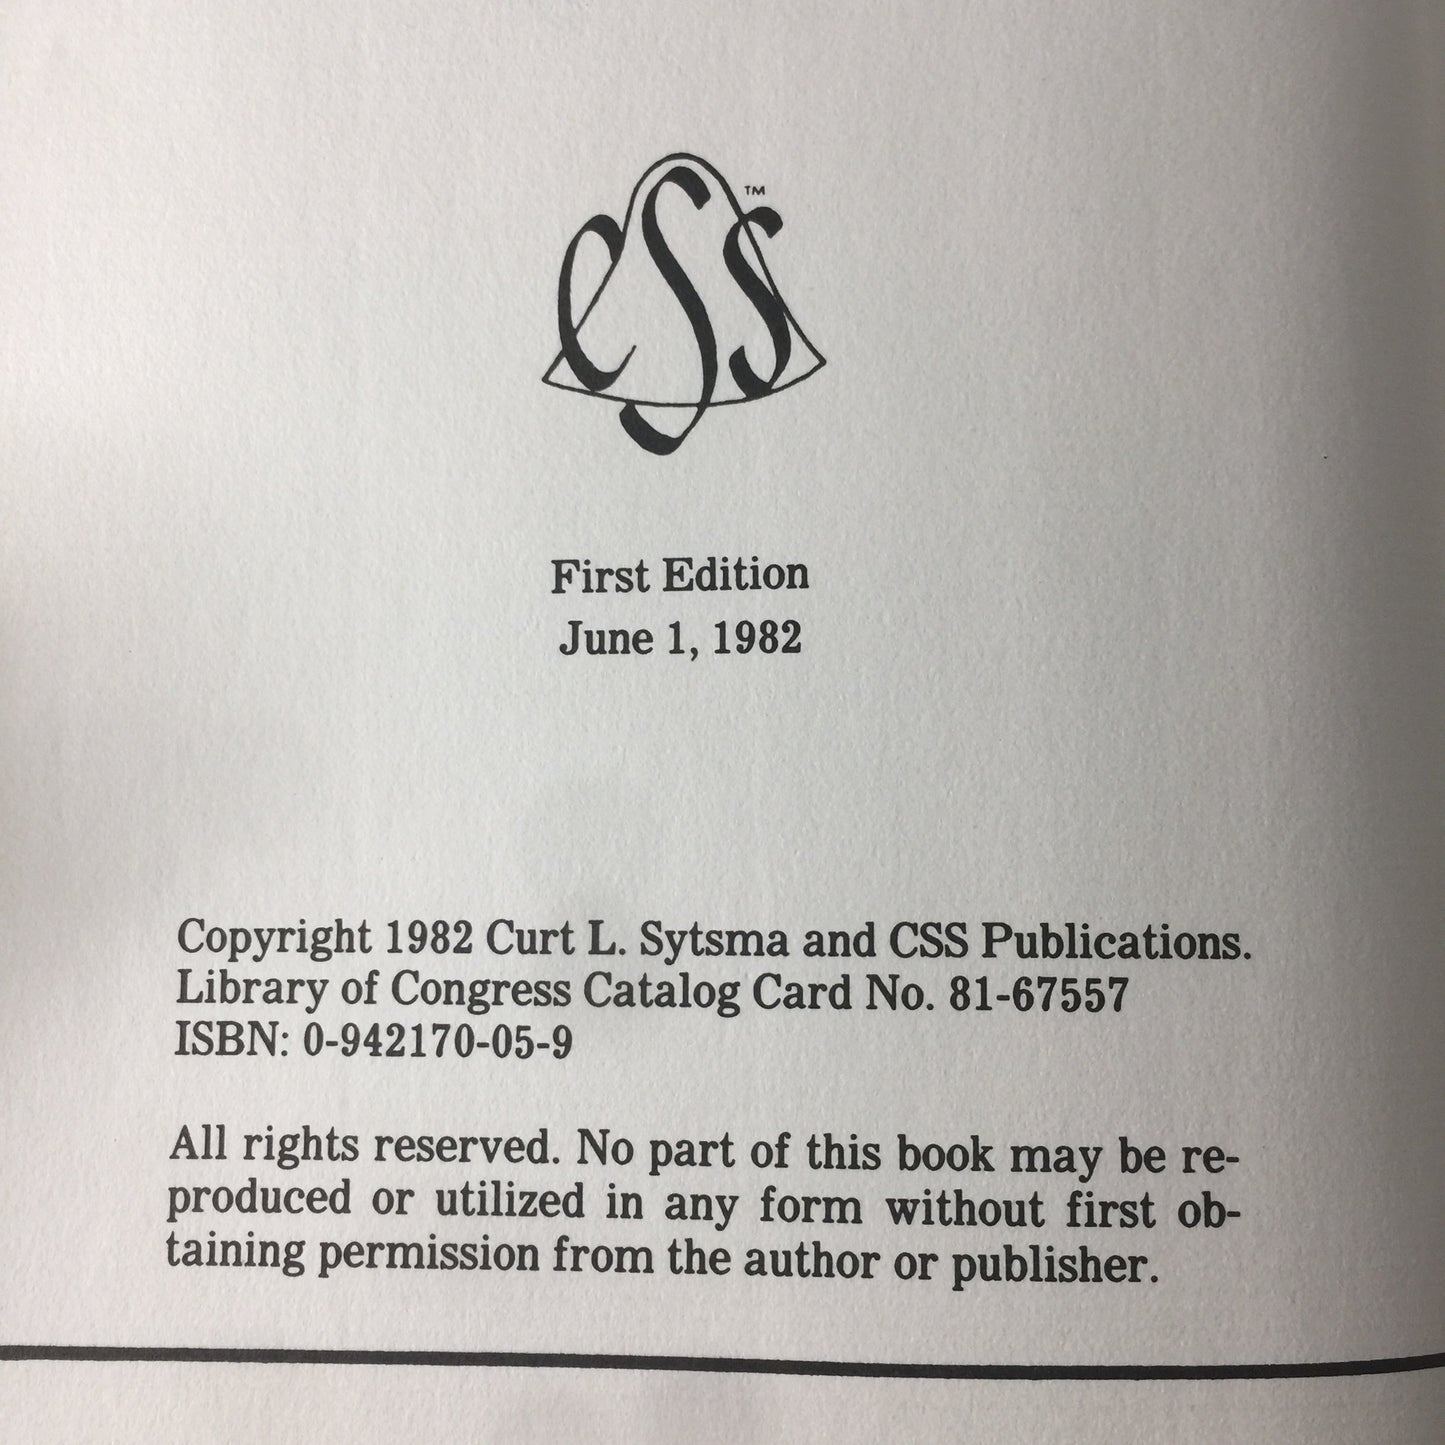 CSS
TM
First Edition
June 1, 1982
Copyright 1982 Curt L. Sytsma and CSS Publications.
Library of Congress Catalog Card No. 81-67557
ISBN: 0-942170-05-9
All rights reserved. No part of this book may be re-
produced or utilized in any form without first ob-
taining permission from the author or publisher.